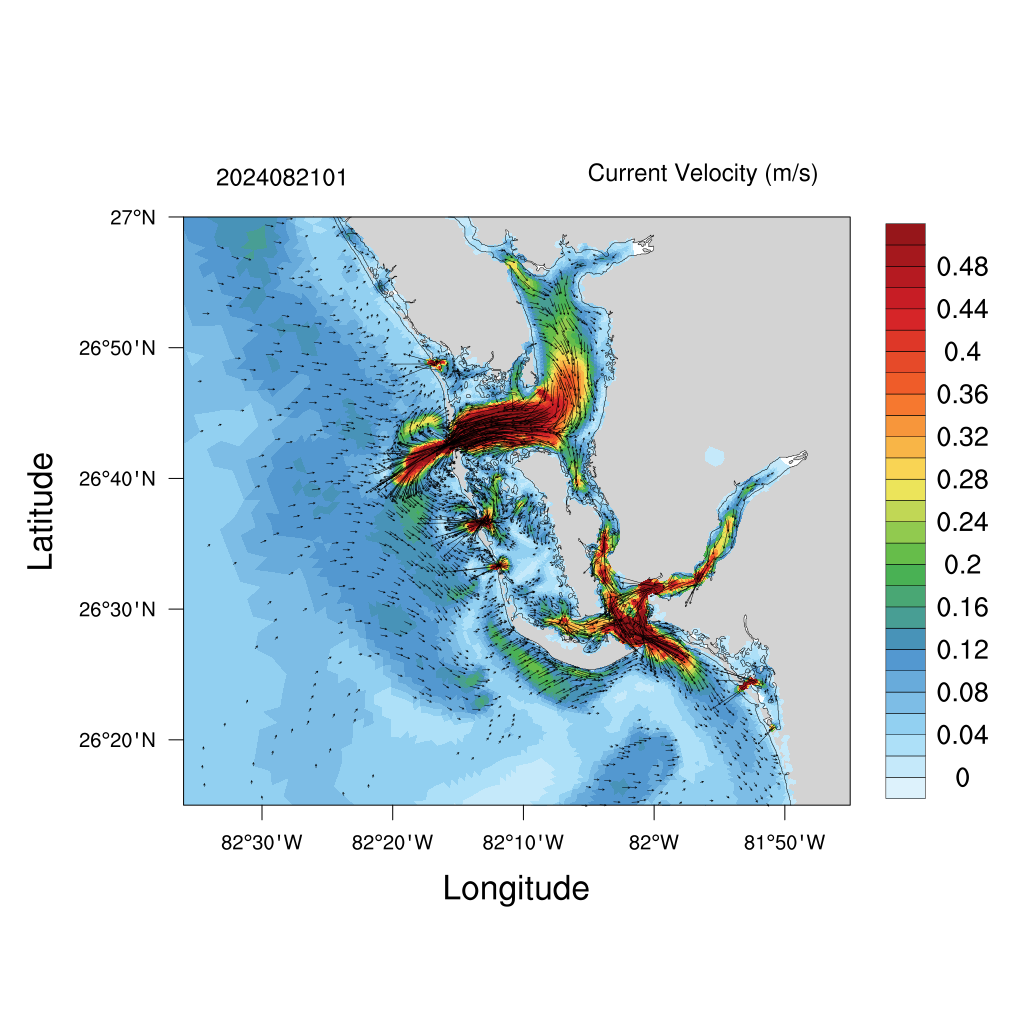 2024082101
Current Velocity (m/s)
27°N
26°50'N
26°40'N
26°30'N
26°20'N
Latitude
82°30'W
82°20'W
82°10'W
82°W
81°50'W
Longitude
0.48
0.44
0.4
0.36
0.32
0.28
0.24
0.2
0.16
0.12
0.08
0.04
0